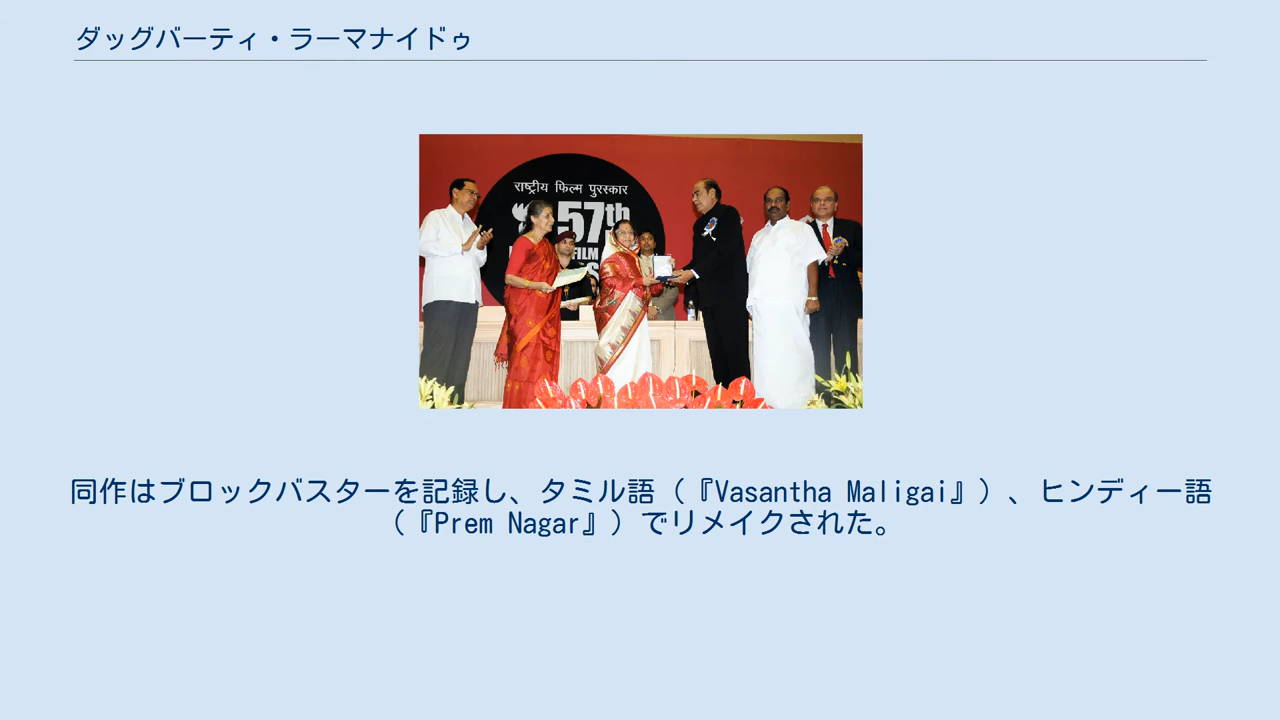 ダッグバーティ・ラーマナイドゥ
राष्ट्रीय फिल्म पुरस्कार
57th
FILM
同作はブロックバスターを記録し、タミル語（『Vasantha Maligai』）、ヒンディー語
（『Prem Nagar』）でリメイクされた。